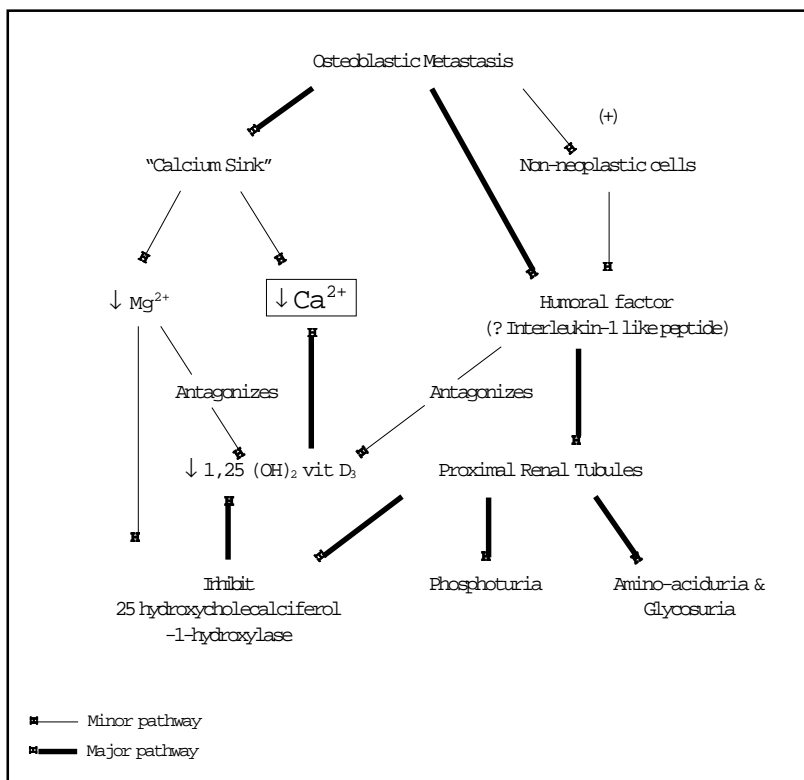 Osteoblastic Metastasis
(+)
"Calcium Sink"
Non-neoplastic cells
↓ Mg²⁺
↓ Ca²⁺
Humoral factor
(? Interleukin-1 like peptide)
Antagonizes
Antagonizes
↓ 1,25 (OH)₂ vit D₃
Proximal Renal Tubules
Inhibit
25 hydroxycholecalciferol
-1-hydroxylase
Phosphoturia
Amino-aciduria &
Glycosuria
Minor pathway
Major pathway